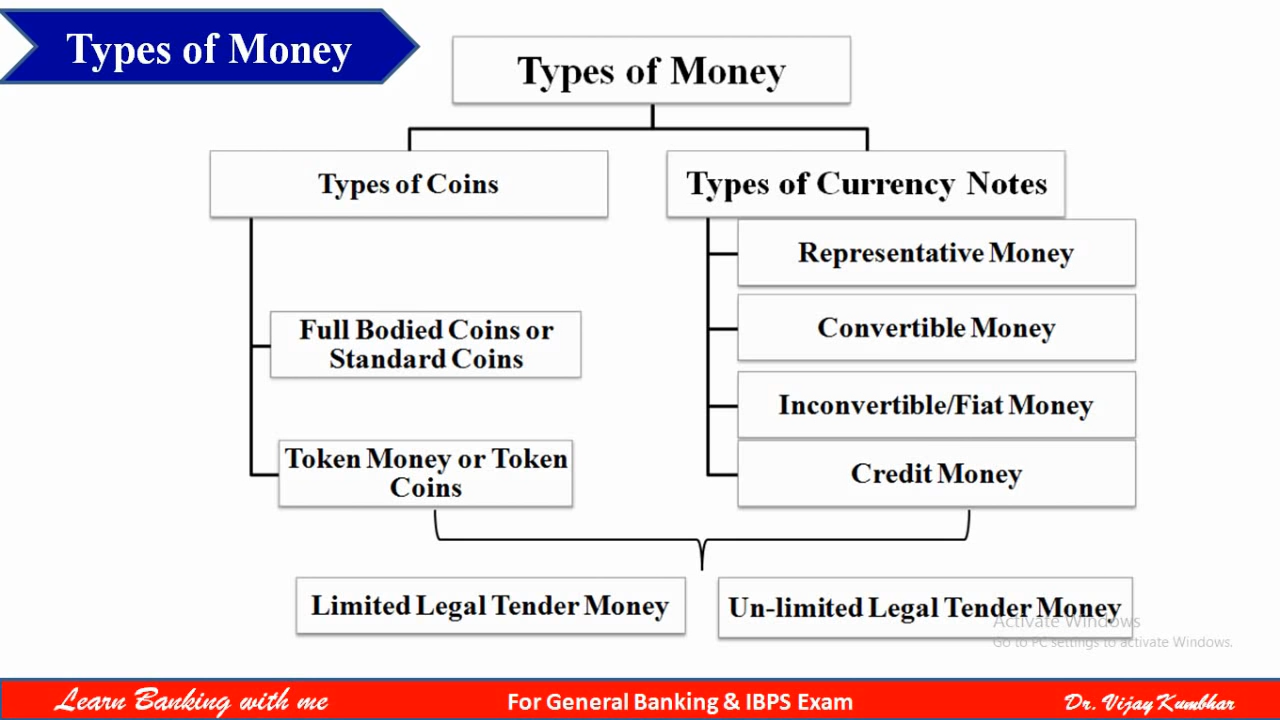 Types of Money
Types of Money
Types of Coins
Types of Currency Notes
Full Bodied Coins or
Standard Coins
Token Money or Token
Coins
Representative Money
Convertible Money
Inconvertible/Fiat Money
Credit Money
Limited Legal Tender Money
Un-limited Legal Tender Money
Activate Windows
Go to PC settings to activate Windows.
Learn Banking with me
For General Banking & IBPS Exam
Dr. Vijay Kumbhar